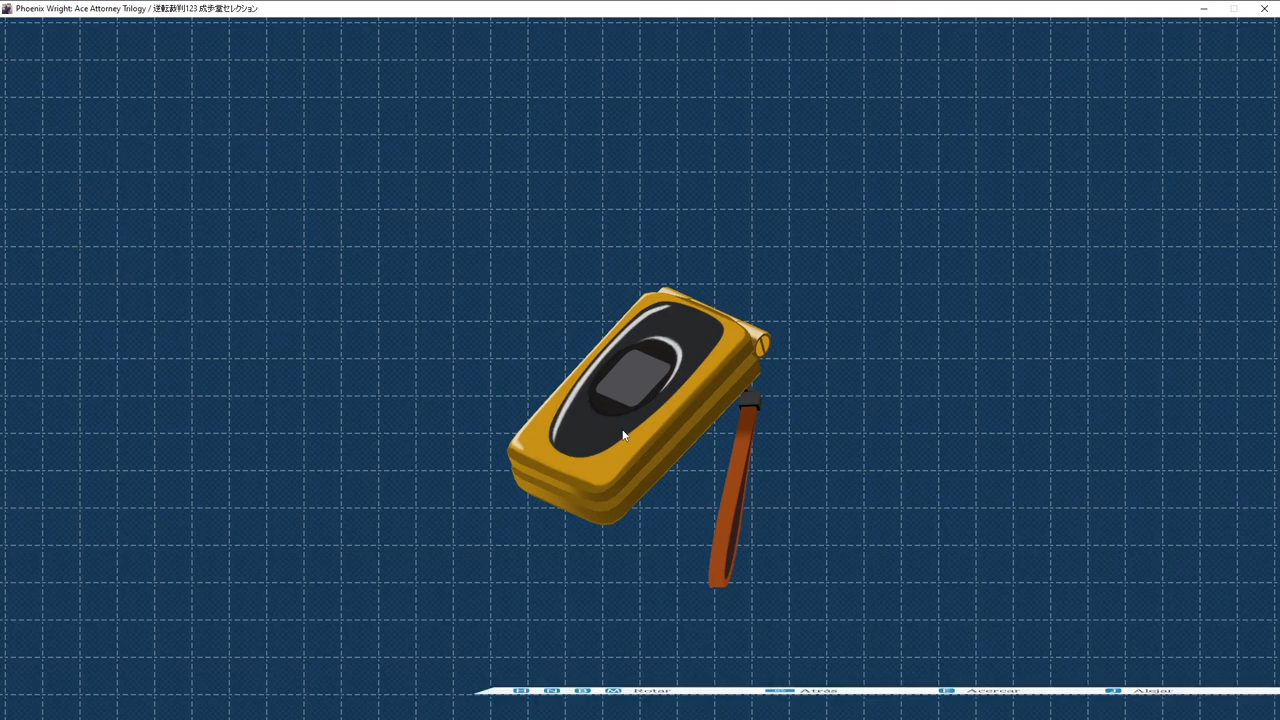 Phoenix Wright: Ace Attorney Trilogy / 逆転裁判123 成歩堂セレクション
H N B M Rotar Atrás E Acercar J Alejar